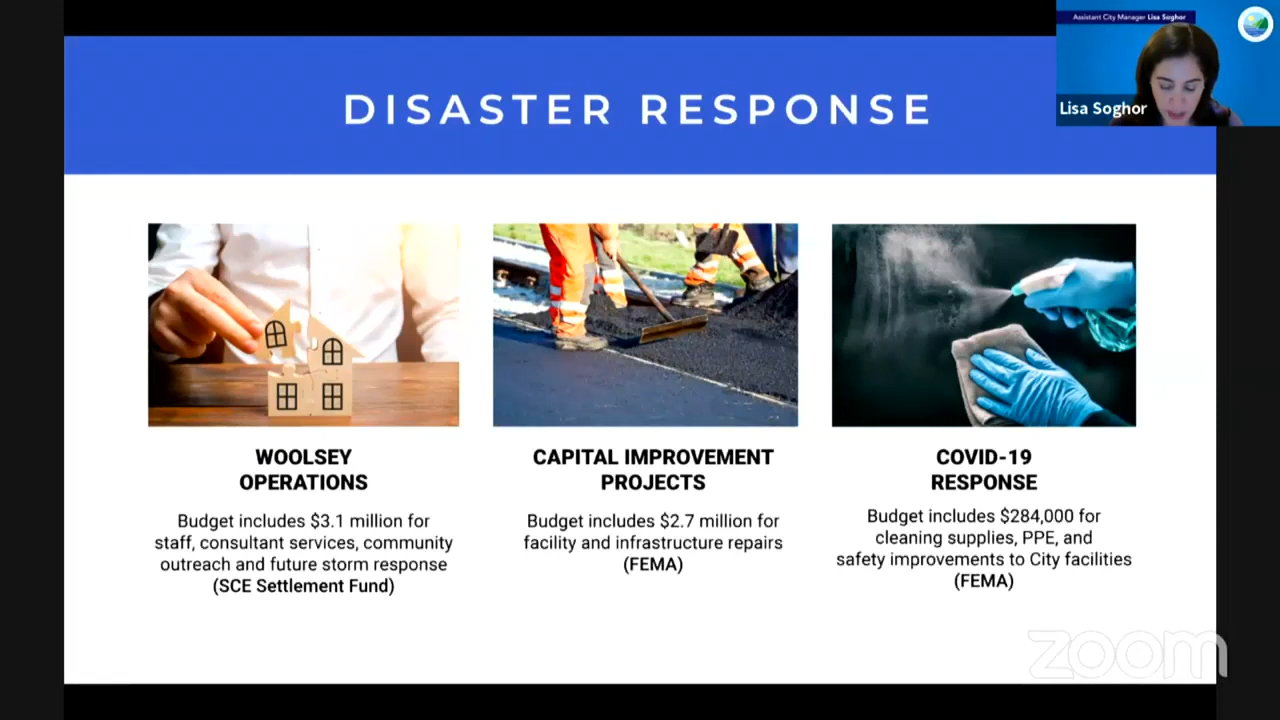 Assistant City Manager Lisa Soghor
Lisa Soghor
DISASTER RESPONSE
WOOLSEY
OPERATIONS
Budget includes $3.1 million for
staff, consultant services, community
outreach and future storm response
(SCE Settlement Fund)
CAPITAL IMPROVEMENT
PROJECTS
Budget includes $2.7 million for
facility and infrastructure repairs
(FEMA)
COVID-19
RESPONSE
Budget includes $284,000 for
cleaning supplies, PPE, and
safety improvements to City facilities
(FEMA)
zoom